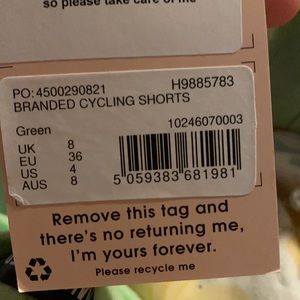 so please take care of me
PO:4500290821 H9885783
BRANDED CYCLING SHORTS
Green 10246070003
UK 8
EU 36
US 4
AUS 8
5 059383 681981
Remove this tag and
there's no returning me,
I'm yours forever.
Please recycle me